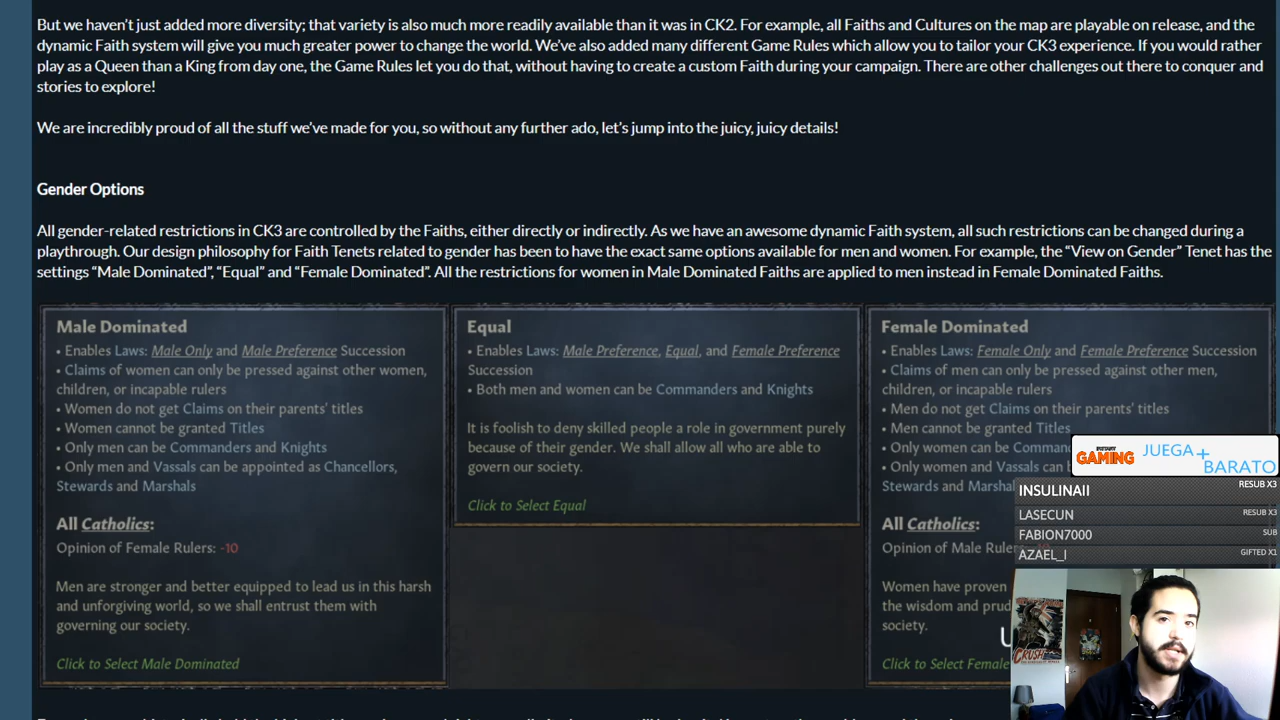 But we haven't just added more diversity; that variety is also much more readily available than it was in CK2. For example, all Faiths and Cultures on the map are playable on release, and the
dynamic Faith system will give you much greater power to change the world. We've also added many different Game Rules which allow you to tailor your CK3 experience. If you would rather
play as a Queen than a King from day one, the Game Rules let you do that, without having to create a custom Faith during your campaign. There are other challenges out there to conquer and
stories to explore!
We are incredibly proud of all the stuff we've made for you, so without any further ado, let's jump into the juicy, juicy details!
Gender Options
All gender-related restrictions in CK3 are controlled by the Faiths, either directly or indirectly. As we have an awesome dynamic Faith system, all such restrictions can be changed during a
playthrough. Our design philosophy for Faith Tenets related to gender has been to have the exact same options available for men and women. For example, the "View on Gender" Tenet has the
settings "Male Dominated", "Equal" and "Female Dominated". All the restrictions for women in Male Dominated Faiths are applied to men instead in Female Dominated Faiths.
Male Dominated
• Enables Laws: Male Only and Male Preference Succession
• Claims of women can only be pressed against other women,
children, or incapable rulers
• Women do not get Claims on their parents' titles
• Women cannot be granted Titles
• Only men can be Commanders and Knights
• Only men and Vassals can be appointed as Chancellors,
Stewards and Marshals
All Catholics:
Opinion of Female Rulers: -10
Men are stronger and better equipped to lead us in this harsh
and unforgiving world, so we shall entrust them with
governing our society.
Click to Select Male Dominated
Equal
• Enables Laws: Male Preference, Equal, and Female Preference
Succession
• Both men and women can be Commanders and Knights
It is foolish to deny skilled people a role in government purely
because of their gender. We shall allow all who are able to
govern our society.
Click to Select Equal
Female Dominated
• Enables Laws: Female Only and Female Preference Succession
• Claims of men can only be pressed against other men,
children, or incapable rulers
• Men do not get Claims on their parents' titles
• Men cannot be granted Titles
• Only women can be
• Only women and Vassals can
Stewards and
All Catholics:
Opinion of Male
Women have proven
the wisdom and
society.
Click to Select
INSTANT GAMING JUEGA+
BARATO
INSULINAII RESUB X3
LASECUN RESUB X3
FABION7000 SUB
AZAEL_I GIFTED X1
CRUSH